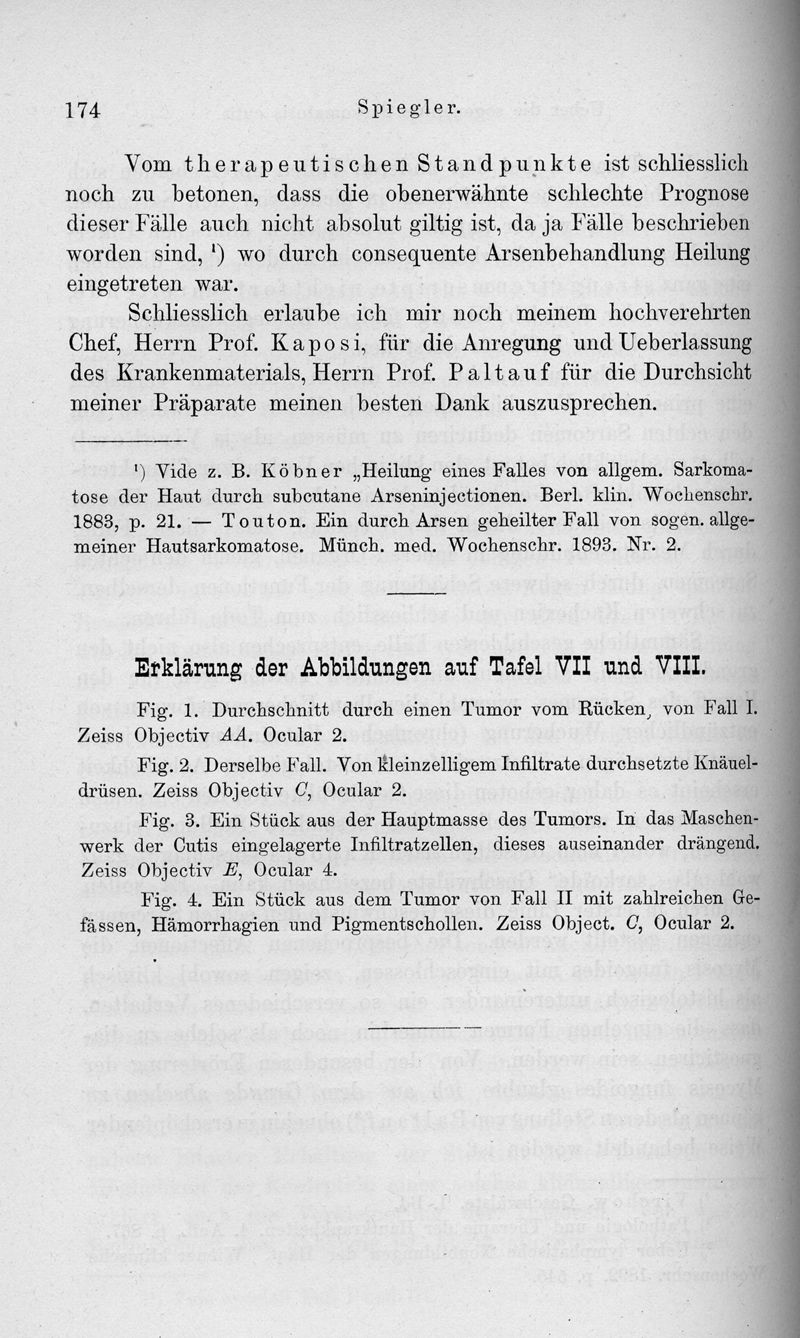 174 Spiegler.
Vom therapeutischen Standpunkte ist schliesslich
noch zu betonen, dass die obenerwähnte schlechte Prognose
dieser Fälle auch nicht absolut giltig ist, da ja Fälle beschrieben
worden sind, ¹) wo durch consequente Arsenbehandlung Heilung
eingetreten war.
Schliesslich erlaube ich mir noch meinem hochverehrten
Chef, Herrn Prof. Kaposi, für die Anregung und Ueberlassung
des Krankenmaterials, Herrn Prof. Paltauf für die Durchsicht
meiner Präparate meinen besten Dank auszusprechen.
¹) Vide z. B. Köbner „Heilung eines Falles von allgem. Sarkoma-
tose der Haut durch subcutane Arseninjectionen. Berl. klin. Wochenschr.
1883, p. 21. — Touton. Ein durch Arsen geheilter Fall von sogen. allge-
meiner Hautsarkomatose. Münch. med. Wochenschr. 1893. Nr. 2.
Erklärung der Abbildungen auf Tafel VII und VIII.
Fig. 1. Durchschnitt durch einen Tumor vom Rücken, von Fall I.
Zeiss Objectiv AA. Ocular 2.
Fig. 2. Derselbe Fall. Von kleinzelligem Infiltrate durchsetzte Knäuel-
drüsen. Zeiss Objectiv C, Ocular 2.
Fig. 3. Ein Stück aus der Hauptmasse des Tumors. In das Maschen-
werk der Cutis eingelagerte Infiltratzellen, dieses auseinander drängend.
Zeiss Objectiv E, Ocular 4.
Fig. 4. Ein Stück aus dem Tumor von Fall II mit zahlreichen Ge-
fässen, Hämorrhagien und Pigmentschollen. Zeiss Object. C, Ocular 2.